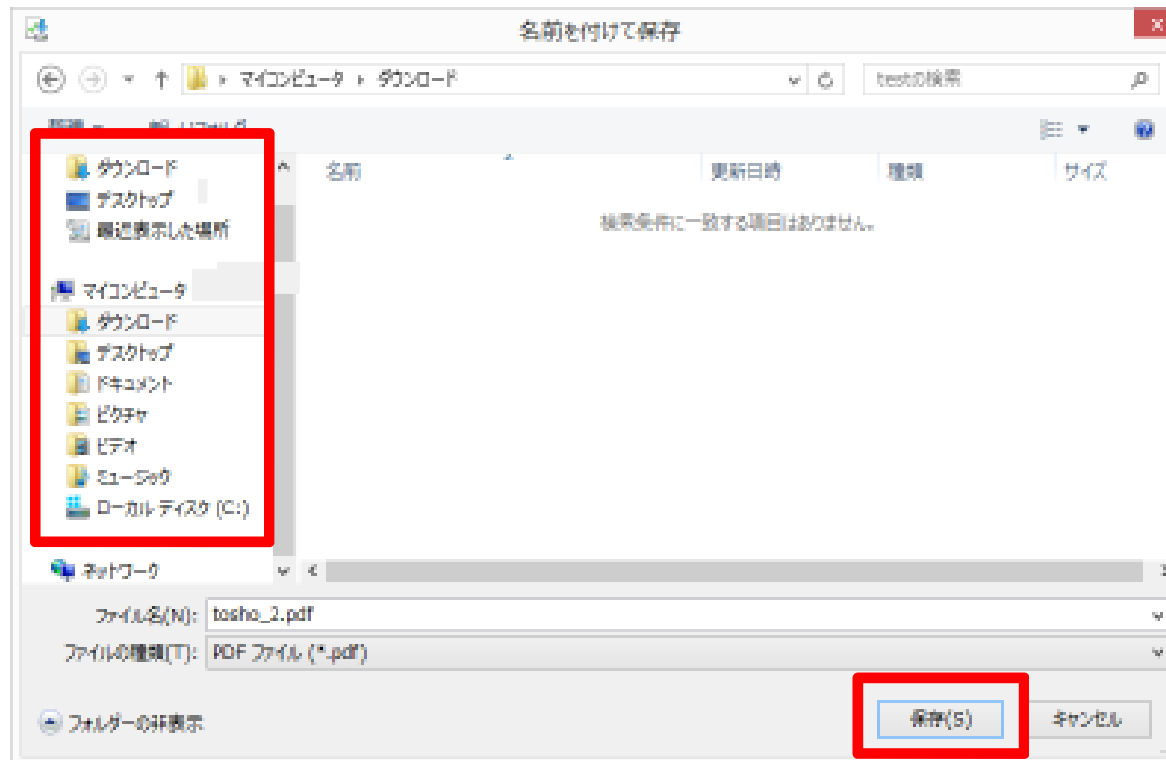 名前を付けて保存
マイコンピュータ ダウンロード testの検索
ダウンロード
デスクトップ
最近表示した場所
マイコンピュータ
ダウンロード
デスクトップ
ドキュメント
ピクチャ
ビデオ
ミュージック
ローカル ディスク (C:)
ネットワーク
名前 更新日時 種類 サイズ
検索条件に一致する項目はありません。
ファイル名(N): tosho_2.pdf
ファイルの種類(T): PDF ファイル (*.pdf)
フォルダーの非表示
保存(S) キャンセル